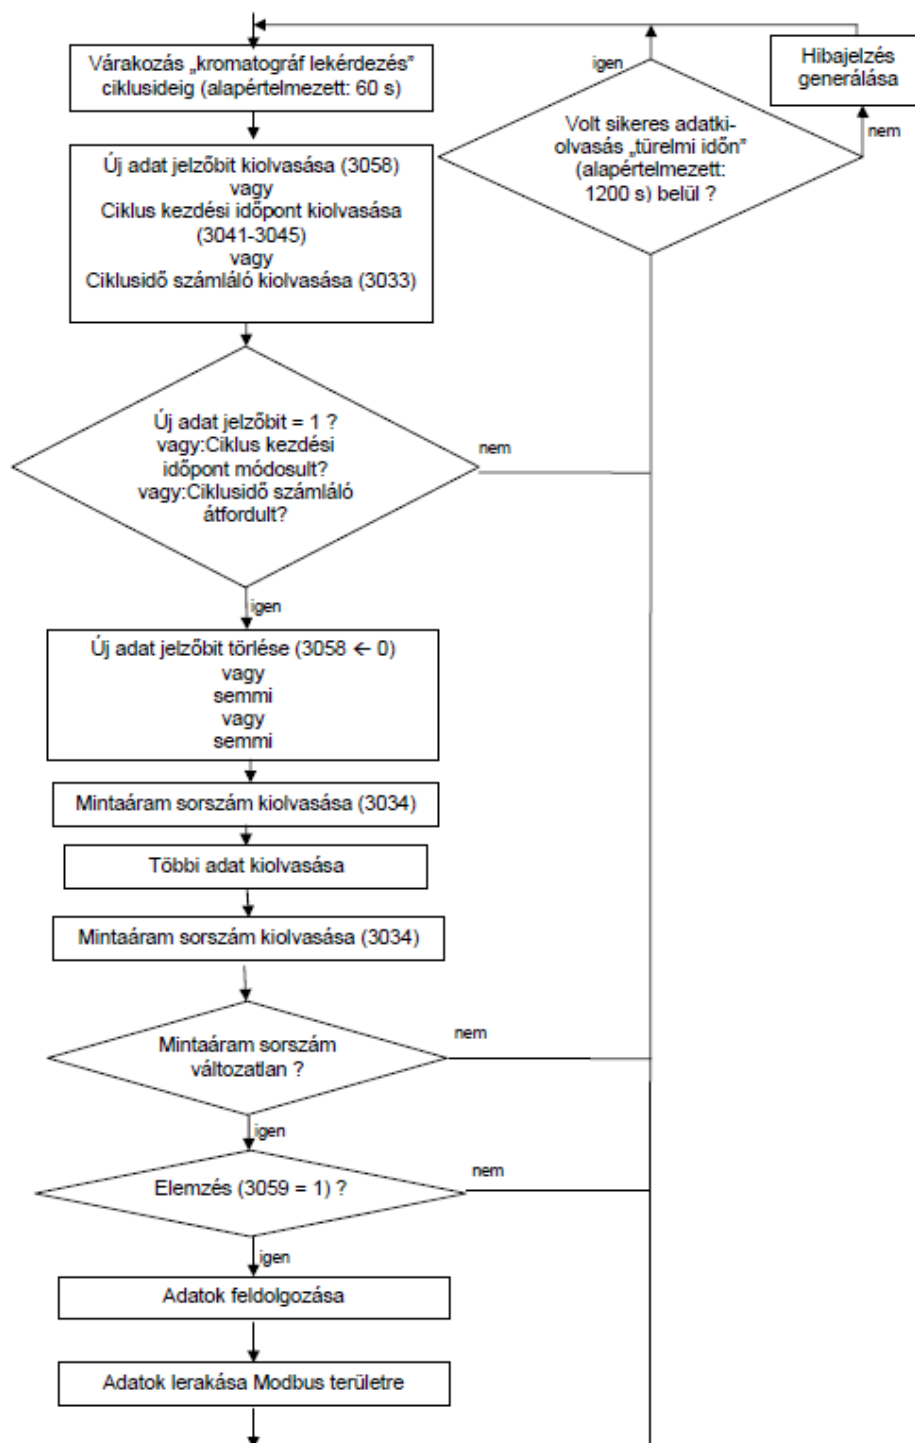 Várakozás „kromatográf lekérdezés”
ciklusideig (alapértelmezett: 60 s)
Új adat jelzőbit kiolvasása (3058)
vagy
Ciklus kezdési időpont kiolvasása
(3041-3045)
vagy
Ciklusidő számláló kiolvasása (3033)
Új adat jelzőbit = 1 ?
vagy:Ciklus kezdési
időpont módosult?
vagy:Ciklusidő számláló
átfordult?
nem
igen
Új adat jelzőbit törlése (3058 ← 0)
vagy
semmi
vagy
semmi
Mintaáram sorszám kiolvasása (3034)
Többi adat kiolvasása
Mintaáram sorszám kiolvasása (3034)
Mintaáram sorszám
változatlan ?
nem
igen
Elemzés (3059 = 1) ?
nem
igen
Adatok feldolgozása
Adatok lerakása Modbus területre
igen
Volt sikeres adatki-
olvasás „türelmi időn”
(alapértelmezett:
1200 s) belül ?
nem
Hibajelzés
generálása